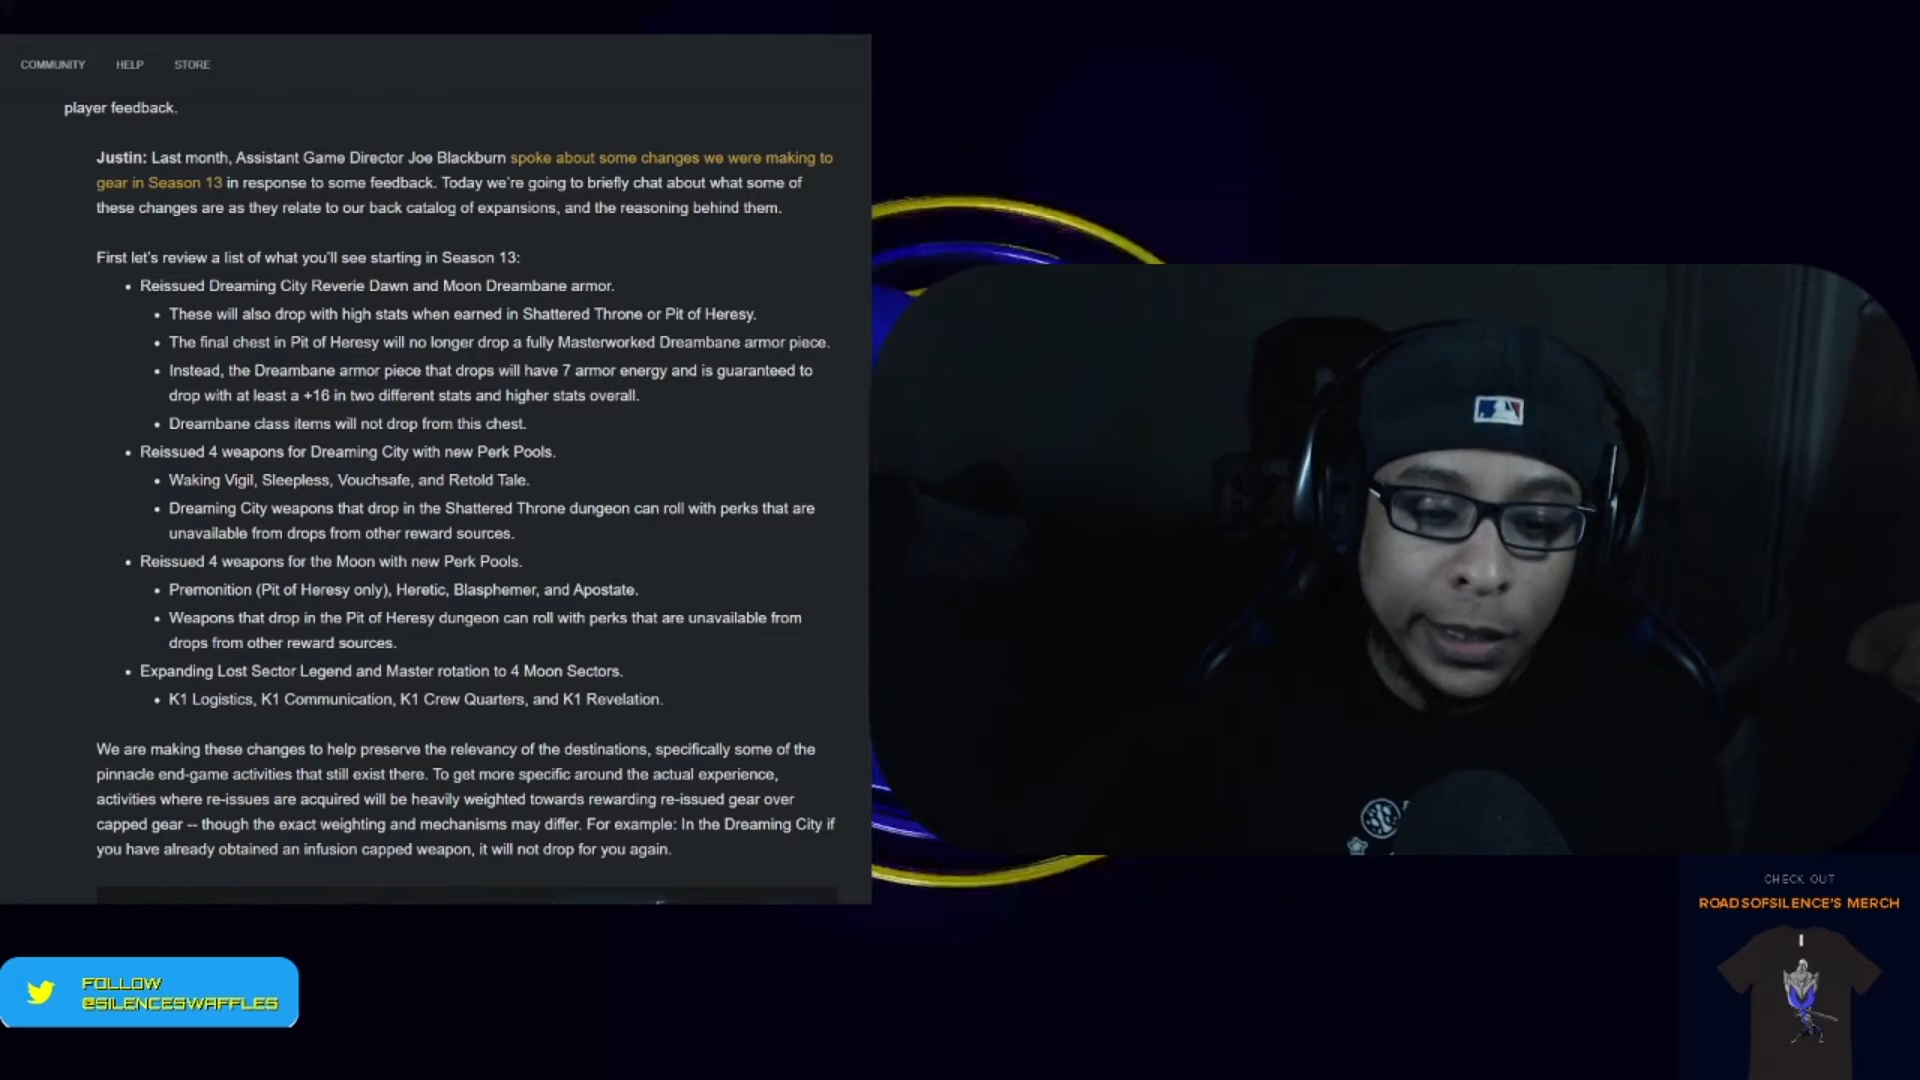 COMMUNITY HELP STORE
player feedback.
Justin: Last month, Assistant Game Director Joe Blackburn spoke about some changes we were making to
gear in Season 13 in response to some feedback. Today we're going to briefly chat about what some of
these changes are as they relate to our back catalog of expansions, and the reasoning behind them.
First let's review a list of what you'll see starting in Season 13:
• Reissued Dreaming City Reverie Dawn and Moon Dreambane armor.
• These will also drop with high stats when earned in Shattered Throne or Pit of Heresy.
• The final chest in Pit of Heresy will no longer drop a fully Masterworked Dreambane armor piece.
• Instead, the Dreambane armor piece that drops will have 7 armor energy and is guaranteed to
drop with at least a +16 in two different stats and higher stats overall.
• Dreambane class items will not drop from this chest.
• Reissued 4 weapons for Dreaming City with new Perk Pools.
• Waking Vigil, Sleepless, Vouchsafe, and Retold Tale.
• Dreaming City weapons that drop in the Shattered Throne dungeon can roll with perks that are
unavailable from drops from other reward sources.
• Reissued 4 weapons for the Moon with new Perk Pools.
• Premonition (Pit of Heresy only), Heretic, Blasphemer, and Apostate.
• Weapons that drop in the Pit of Heresy dungeon can roll with perks that are unavailable from
drops from other reward sources.
• Expanding Lost Sector Legend and Master rotation to 4 Moon Sectors.
• K1 Logistics, K1 Communication, K1 Crew Quarters, and K1 Revelation.
We are making these changes to help preserve the relevancy of the destinations, specifically some of the
pinnacle end-game activities that still exist there. To get more specific around the actual experience,
activities where re-issues are acquired will be heavily weighted towards rewarding re-issued gear over
capped gear -- though the exact weighting and mechanisms may differ. For example: In the Dreaming City if
you have already obtained an infusion capped weapon, it will not drop for you again.
CHECK OUT
ROADSOFSILENCE'S MERCH
FOLLOW
@SILENCESWAFFLES